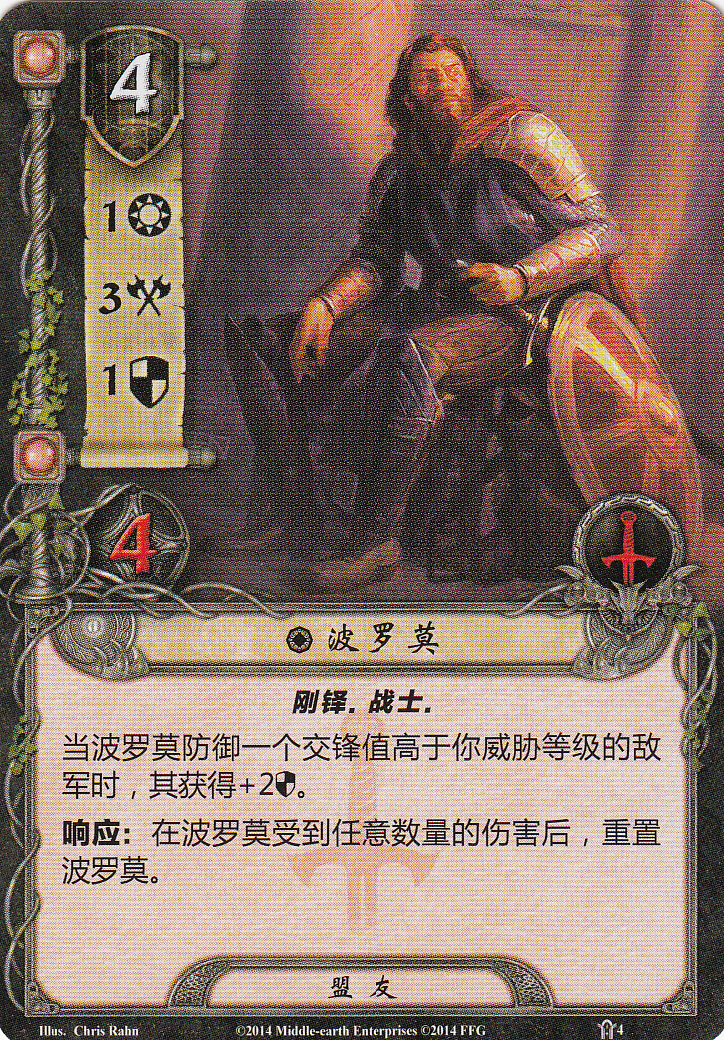 4
1
3
1
4
波罗莫
刚铎. 战士.
当波罗莫防御一个交锋值高于你威胁等级的敌
军时，其获得+2。
响应：在波罗莫受到任意数量的伤害后，重置
波罗莫。
盟友
Illus. Chris Rahn ©2014 Middle-earth Enterprises ©2014 FFG 4